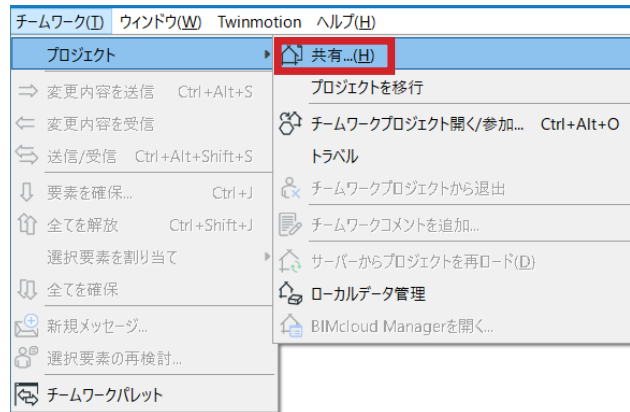 チームワーク(T) ウィンドウ(W) Twinmotion ヘルプ(H)
プロジェクト
変更内容を送信 Ctrl+Alt+S
変更内容を受信
送信/受信 Ctrl+Alt+Shift+S
要素を確保... Ctrl+J
全てを解放 Ctrl+Shift+J
選択要素を割り当て
全てを確保
新規メッセージ...
選択要素の再検討...
チームワークパレット
共有...(H)
プロジェクトを移行
チームワークプロジェクト開く/参加... Ctrl+Alt+O
トラベル
チームワークプロジェクトから退出
チームワークコメントを追加...
サーバーからプロジェクトを再ロード(D)
ローカルデータ管理
BIMcloud Managerを開く...